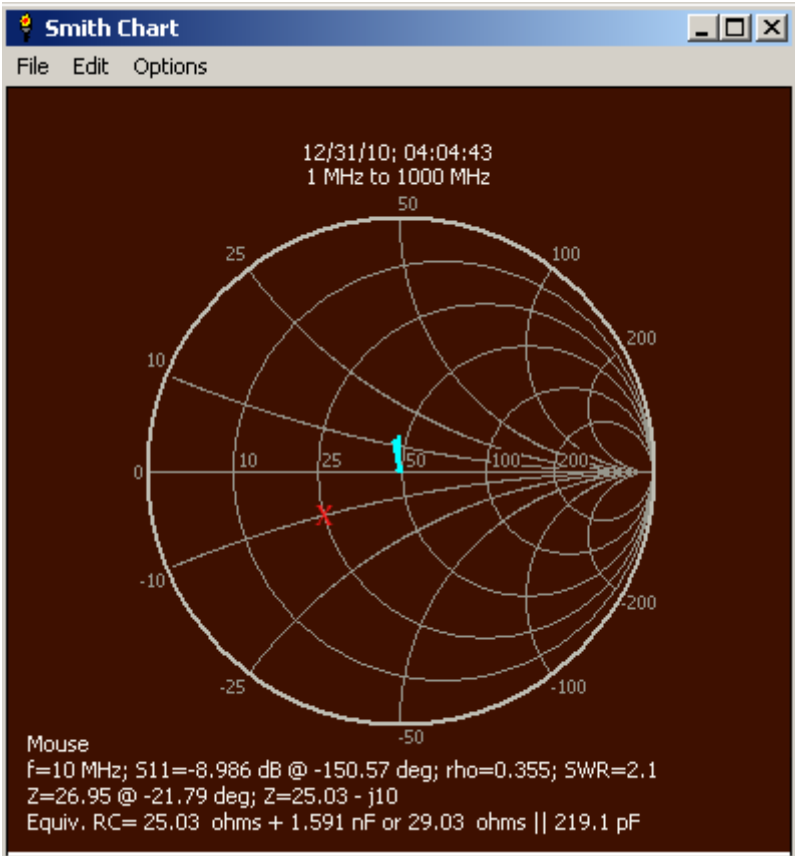 Smith Chart
File Edit Options
12/31/10; 04:04:43
1 MHz to 1000 MHz
50
25 100
200
10
0 10 25 50 100 200
-10
-200
-25 -100
-50
Mouse
f=10 MHz; S11=-8.986 dB @ -150.57 deg; rho=0.355; SWR=2.1
Z=26.95 @ -21.79 deg; Z=25.03 - j10
Equiv. RC= 25.03 ohms + 1.591 nF or 29.03 ohms || 219.1 pF